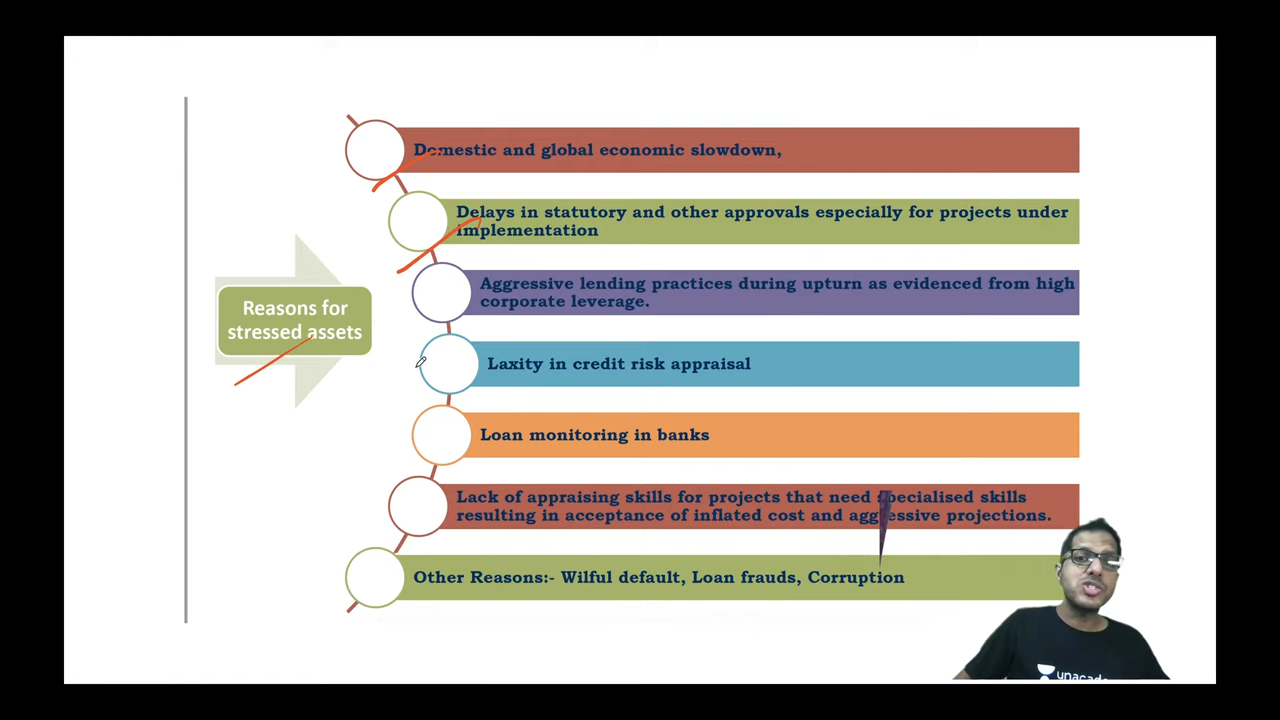 Domestic and global economic slowdown,
Delays in statutory and other approvals especially for projects under
implementation
Aggressive lending practices during upturn as evidenced from high
corporate leverage.
Reasons for
stressed assets
Laxity in credit risk appraisal
Loan monitoring in banks
Lack of appraising skills for projects that need specialised skills
resulting in acceptance of inflated cost and aggressive projections.
Other Reasons:- Wilful default, Loan frauds, Corruption